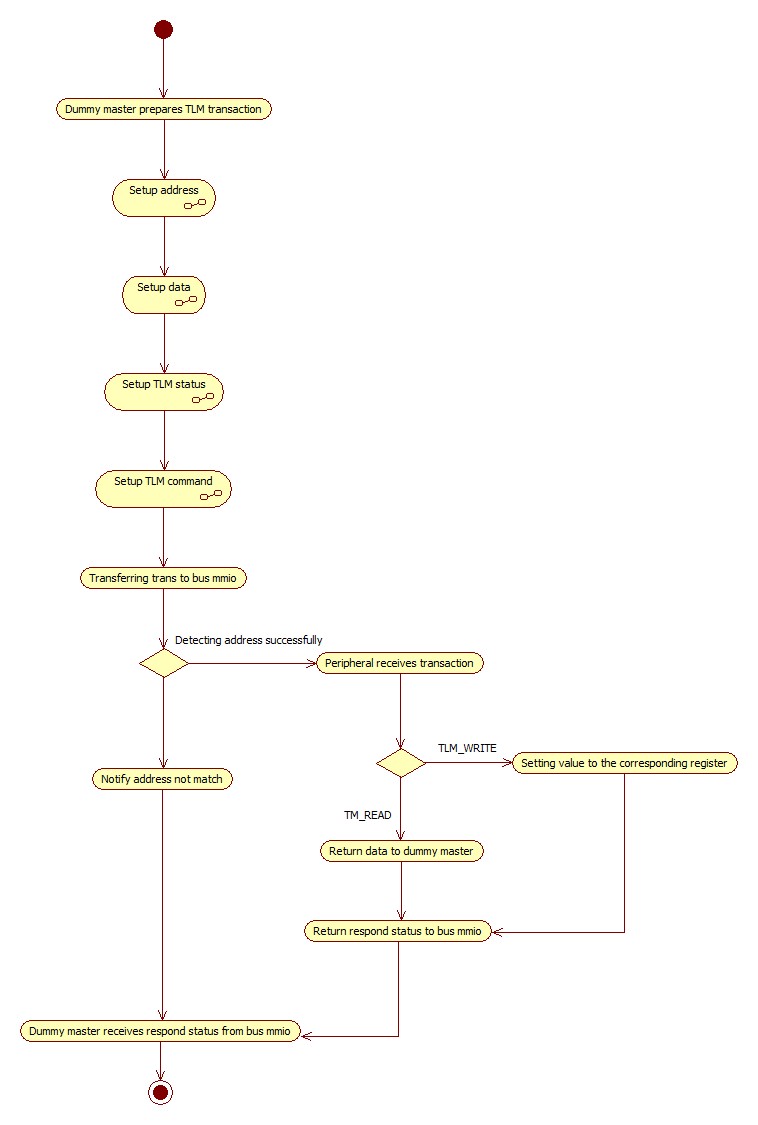 Dummy master prepares TLM transaction
Setup address
Setup data
Setup TLM status
Setup TLM command
Transferring trans to bus mmio
Detecting address successfully
Peripheral receives transaction
TLM_WRITE
Setting value to the corresponding register
Notify address not match
TM_READ
Return data to dummy master
Return respond status to bus mmio
Dummy master receives respond status from bus mmio